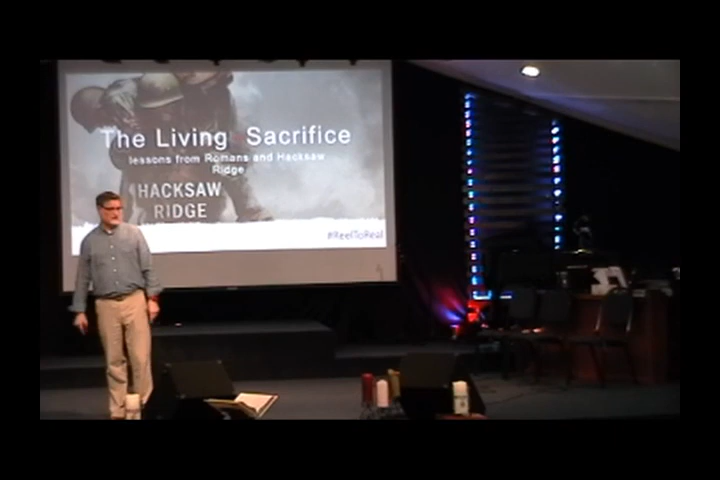 The Living Sacrifice
lessons from Romans and Hacksaw
Ridge
HACKSAW
RIDGE
#ReelToReal